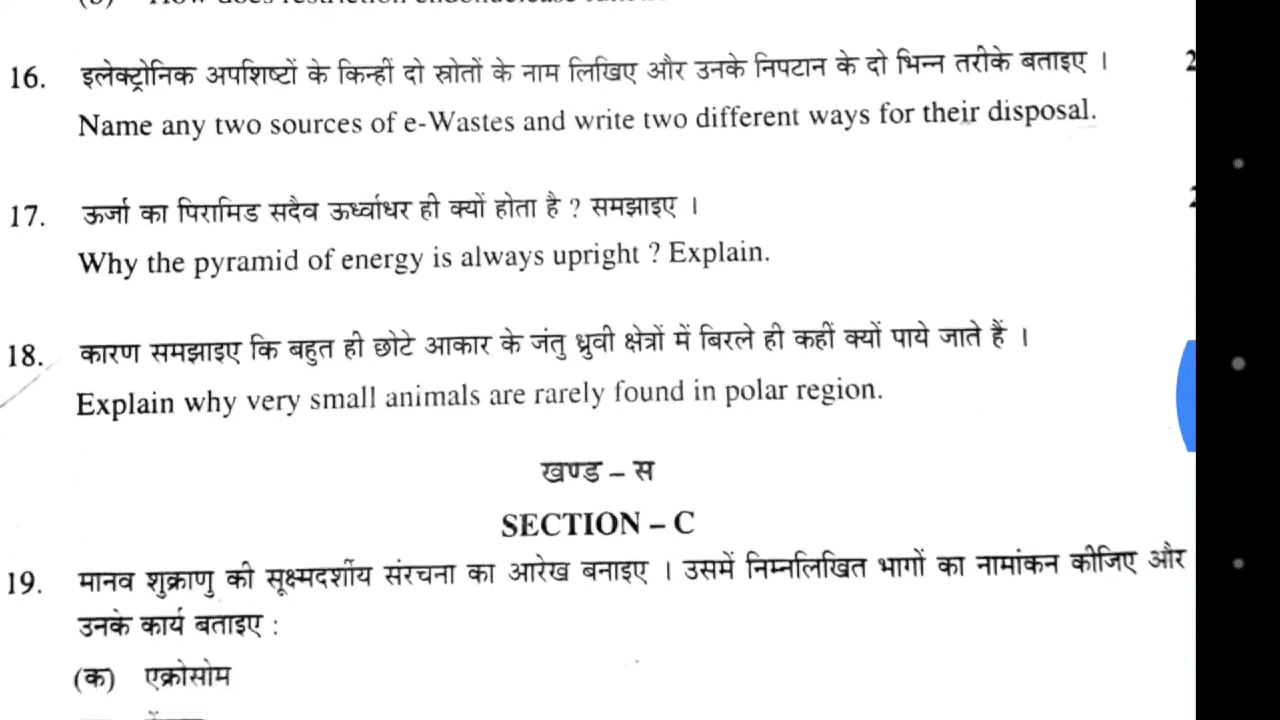 16. इलेक्ट्रोनिक अपशिष्टों के किन्हीं दो स्रोतों के नाम लिखिए और उनके निपटान के दो भिन्न तरीके बताइए । 2
Name any two sources of e-Wastes and write two different ways for their disposal.
17. ऊर्जा का पिरामिड सदैव ऊर्ध्वाधर ही क्यों होता है ? समझाइए ।
Why the pyramid of energy is always upright ? Explain.
18. कारण समझाइए कि बहुत ही छोटे आकार के जंतु ध्रुवी क्षेत्रों में बिरले ही कहीं क्यों पाये जाते हैं ।
Explain why very small animals are rarely found in polar region.
खण्ड – स
SECTION – C
19. मानव शुक्राणु की सूक्ष्मदर्शीय संरचना का आरेख बनाइए । उसमें निम्नलिखित भागों का नामांकन कीजिए और
उनके कार्य बताइए :
(क) एक्रोसोम